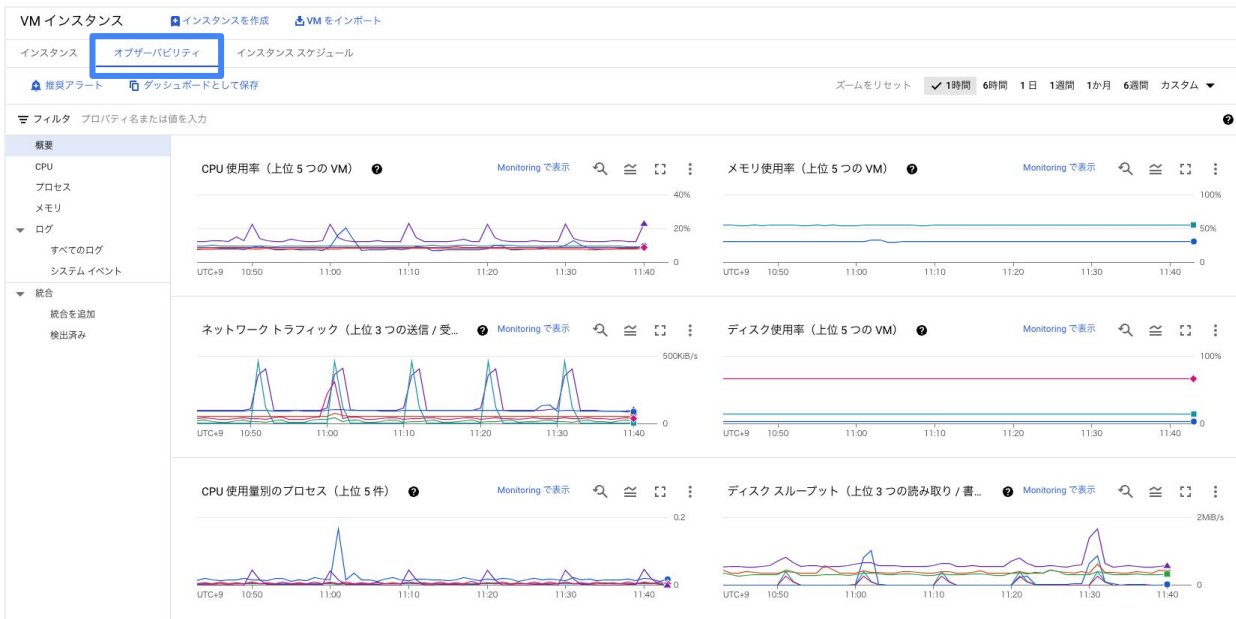 VM インスタンス インスタンスを作成 VM をインポート
インスタンス オブザーバビリティ インスタンス スケジュール
推奨アラート ダッシュボードとして保存 ズームをリセット 1時間 6時間 1日 1週間 1か月 6週間 カスタム
フィルタ プロパティ名または値を入力
概要
CPU
プロセス
メモリ
ログ
すべてのログ
システム イベント
統合
統合を追加
検出済み
CPU 使用率（上位 5 つの VM） Monitoring で表示
40%
20%
0
UTC+9 10:50 11:00 11:10 11:20 11:30 11:40
メモリ使用率（上位 5 つの VM） Monitoring で表示
100%
50%
0
UTC+9 10:50 11:00 11:10 11:20 11:30 11:40
ネットワーク トラフィック（上位 3 つの送信 / 受... Monitoring で表示
500KiB/s
0
UTC+9 10:50 11:00 11:10 11:20 11:30 11:40
ディスク使用率（上位 5 つの VM） Monitoring で表示
100%
0
UTC+9 10:50 11:00 11:10 11:20 11:30 11:40
CPU 使用量別のプロセス（上位 5 件） Monitoring で表示
0.2
0
UTC+9 10:50 11:00 11:10 11:20 11:30 11:40
ディスク スループット（上位 3 つの読み取り / 書... Monitoring で表示
2MiB/s
0
UTC+9 10:50 11:00 11:10 11:20 11:30 11:40